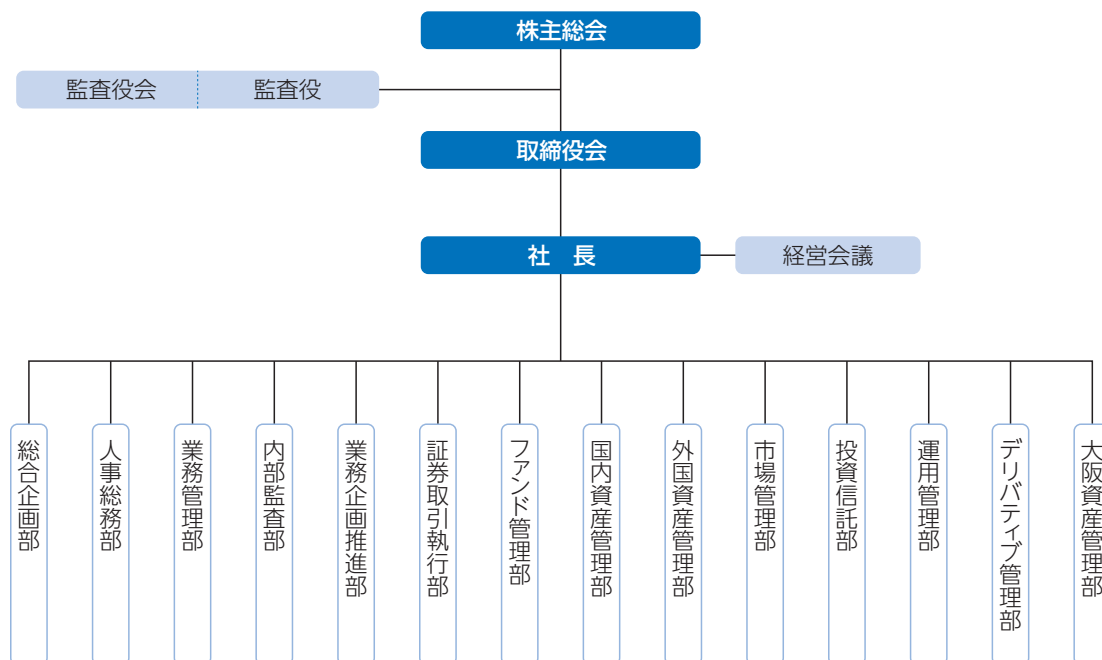 株主総会
監査役会
監査役
取締役会
社　長
経営会議
総合企画部
人事総務部
業務管理部
内部監査部
業務企画推進部
証券取引執行部
ファンド管理部
国内資産管理部
外国資産管理部
市場管理部
投資信託部
運用管理部
デリバティブ管理部
大阪資産管理部